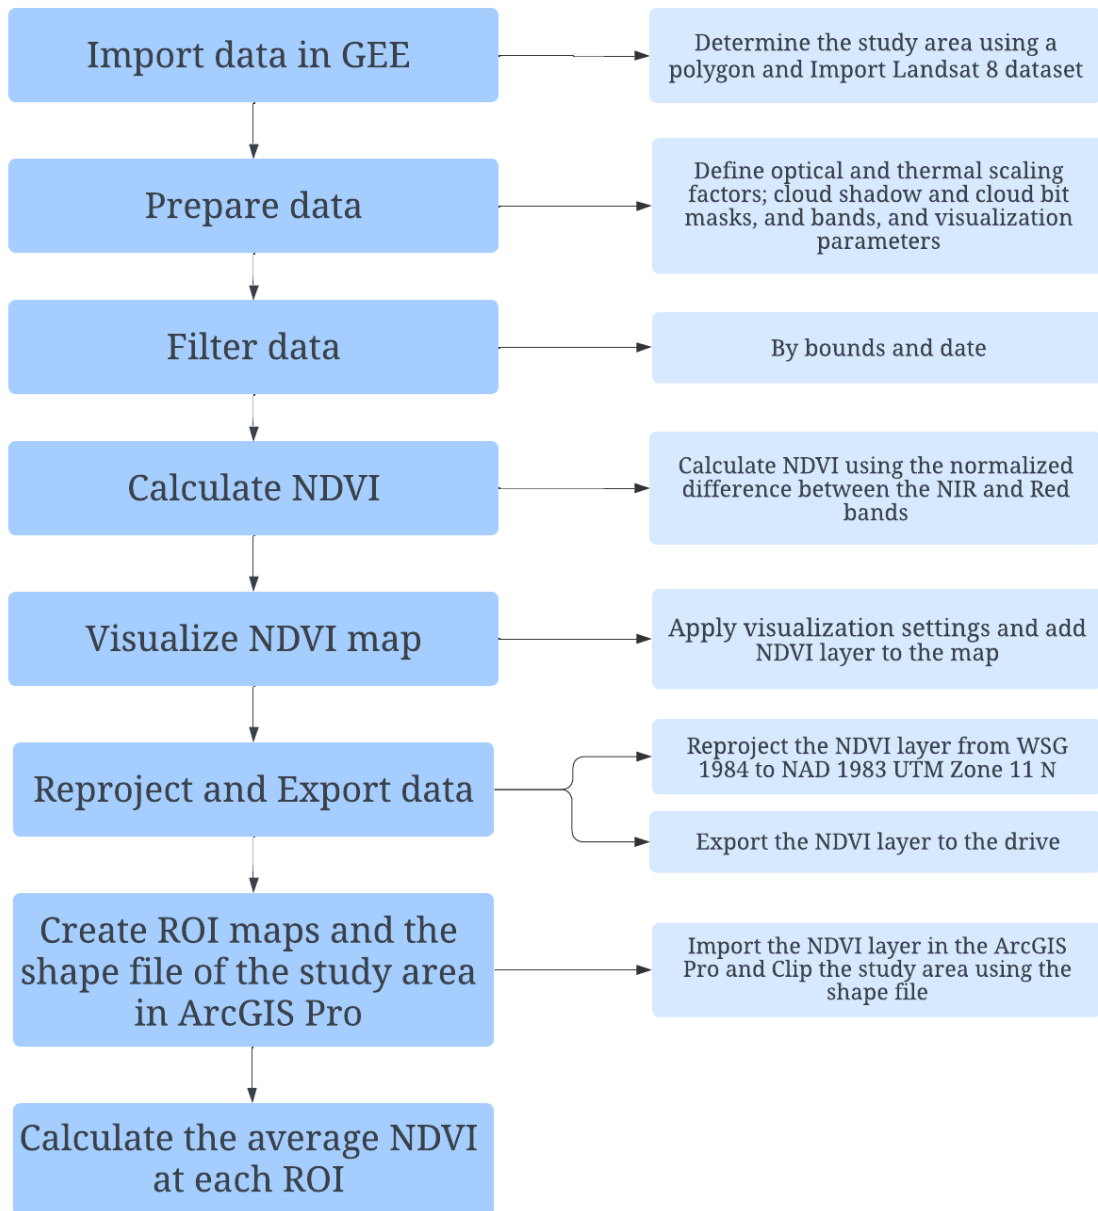 Import data in GEE
Determine the study area using a
polygon and Import Landsat 8 dataset
Prepare data
Define optical and thermal scaling
factors; cloud shadow and cloud bit
masks, and bands, and visualization
parameters
Filter data
By bounds and date
Calculate NDVI
Calculate NDVI using the normalized
difference between the NIR and Red
bands
Visualize NDVI map
Apply visualization settings and add
NDVI layer to the map
Reproject and Export data
Reproject the NDVI layer from WSG
1984 to NAD 1983 UTM Zone 11 N
Export the NDVI layer to the drive
Create ROI maps and the
shape file of the study area
in ArcGIS Pro
Import the NDVI layer in the ArcGIS
Pro and Clip the study area using the
shape file
Calculate the average NDVI
at each ROI